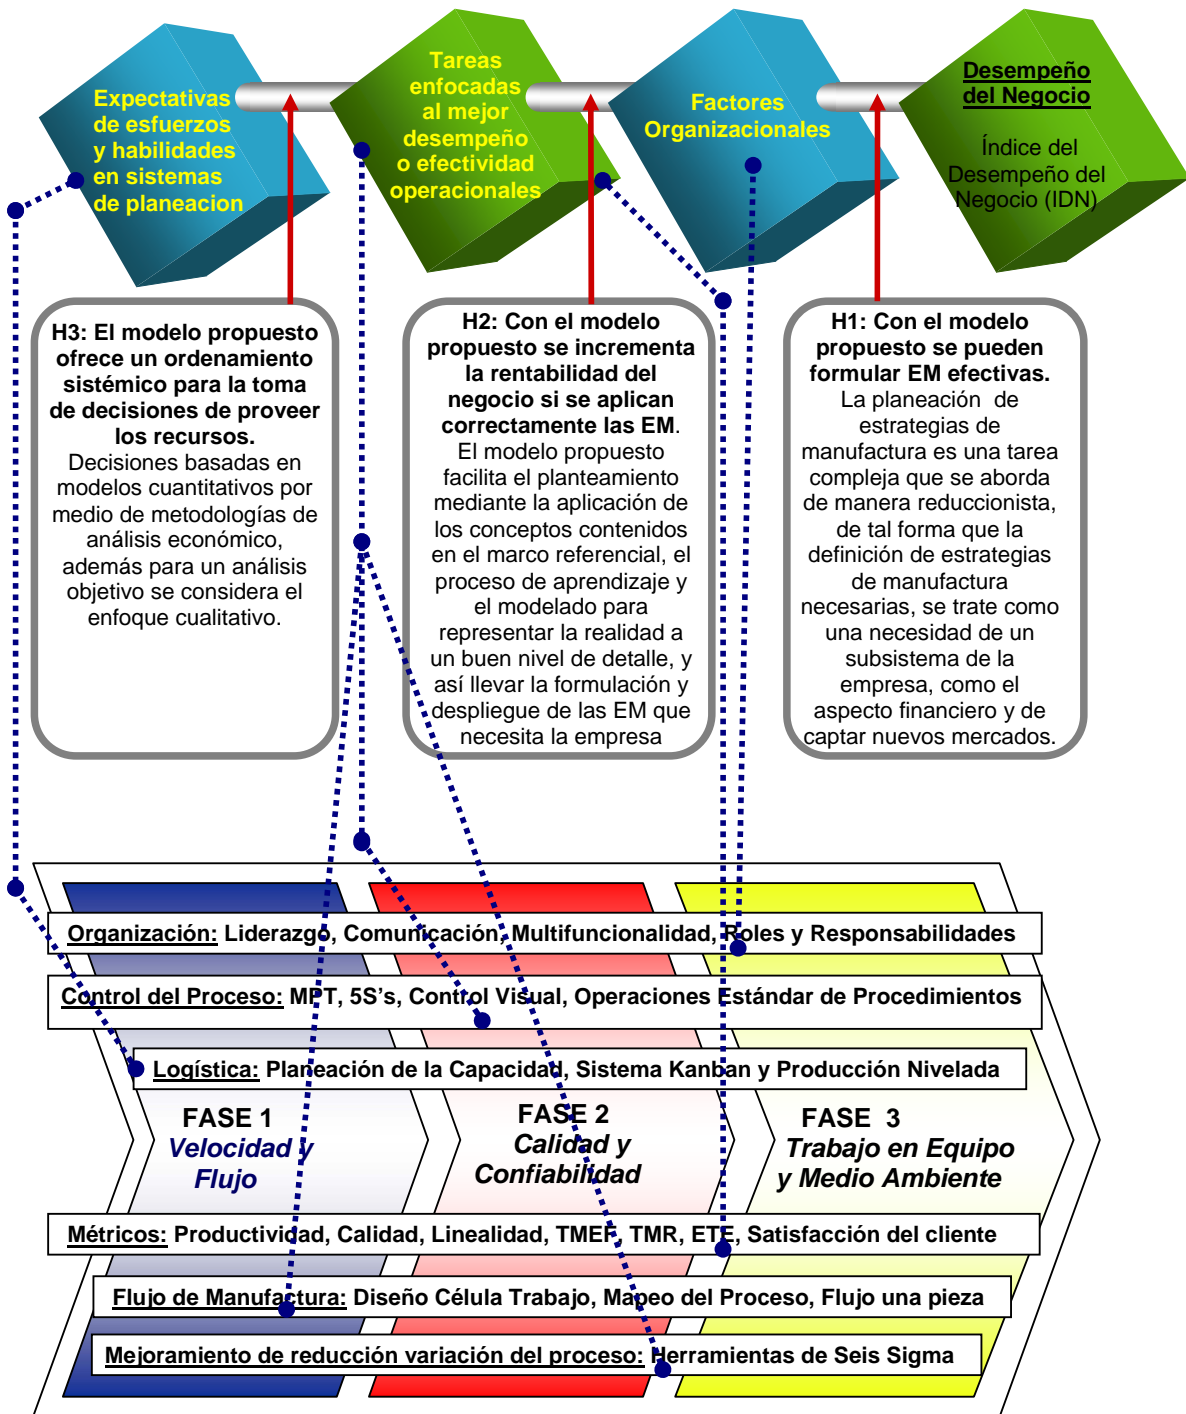 Expectativas
de esfuerzos
y habilidades
en sistemas
de planeacion
Tareas
enfocadas
al mejor
desempeño
o efectividad
operacionales
Factores
Organizacionales
Desempeño
del Negocio
Índice del
Desempeño del
Negocio (IDN)
H3: El modelo propuesto
ofrece un ordenamiento
sistémico para la toma
de decisiones de proveer
los recursos.
Decisiones basadas en
modelos cuantitativos por
medio de metodologías de
análisis económico,
además para un análisis
objetivo se considera el
enfoque cualitativo.
H2: Con el modelo
propuesto se incrementa
la rentabilidad del
negocio si se aplican
correctamente las EM.
El modelo propuesto
facilita el planteamiento
mediante la aplicación de
los conceptos contenidos
en el marco referencial, el
proceso de aprendizaje y
el modelado para
representar la realidad a
un buen nivel de detalle, y
así llevar la formulación y
despliegue de las EM que
necesita la empresa
H1: Con el modelo
propuesto se pueden
formular EM efectivas.
La planeación de
estrategias de
manufactura es una tarea
compleja que se aborda
de manera reduccionista,
de tal forma que la
definición de estrategias
de manufactura
necesarias, se trate como
una necesidad de un
subsistema de la
empresa, como el
aspecto financiero y de
captar nuevos mercados.
Organización: Liderazgo, Comunicación, Multifuncionalidad, Roles y Responsabilidades
Control del Proceso: MPT, 5S's, Control Visual, Operaciones Estándar de Procedimientos
Logística: Planeación de la Capacidad, Sistema Kanban y Producción Nivelada
FASE 1
Velocidad y
Flujo
FASE 2
Calidad y
Confiabilidad
FASE 3
Trabajo en Equipo
y Medio Ambiente
Métricos: Productividad, Calidad, Linealidad, TMEF, TMR, ETE, Satisfacción del cliente
Flujo de Manufactura: Diseño Célula Trabajo, Mapeo del Proceso, Flujo una pieza
Mejoramiento de reducción variación del proceso: Herramientas de Seis Sigma